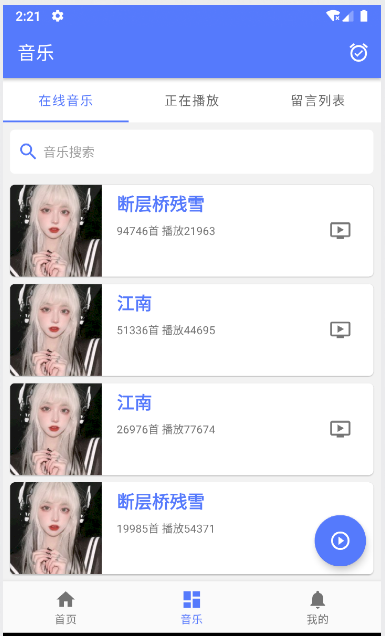 2:21
音乐
在线音乐 正在播放 留言列表
音乐搜索
断层桥残雪
94746首 播放21963
江南
51336首 播放44695
江南
26976首 播放77674
断层桥残雪
19985首 播放54371
首页 音乐 我的